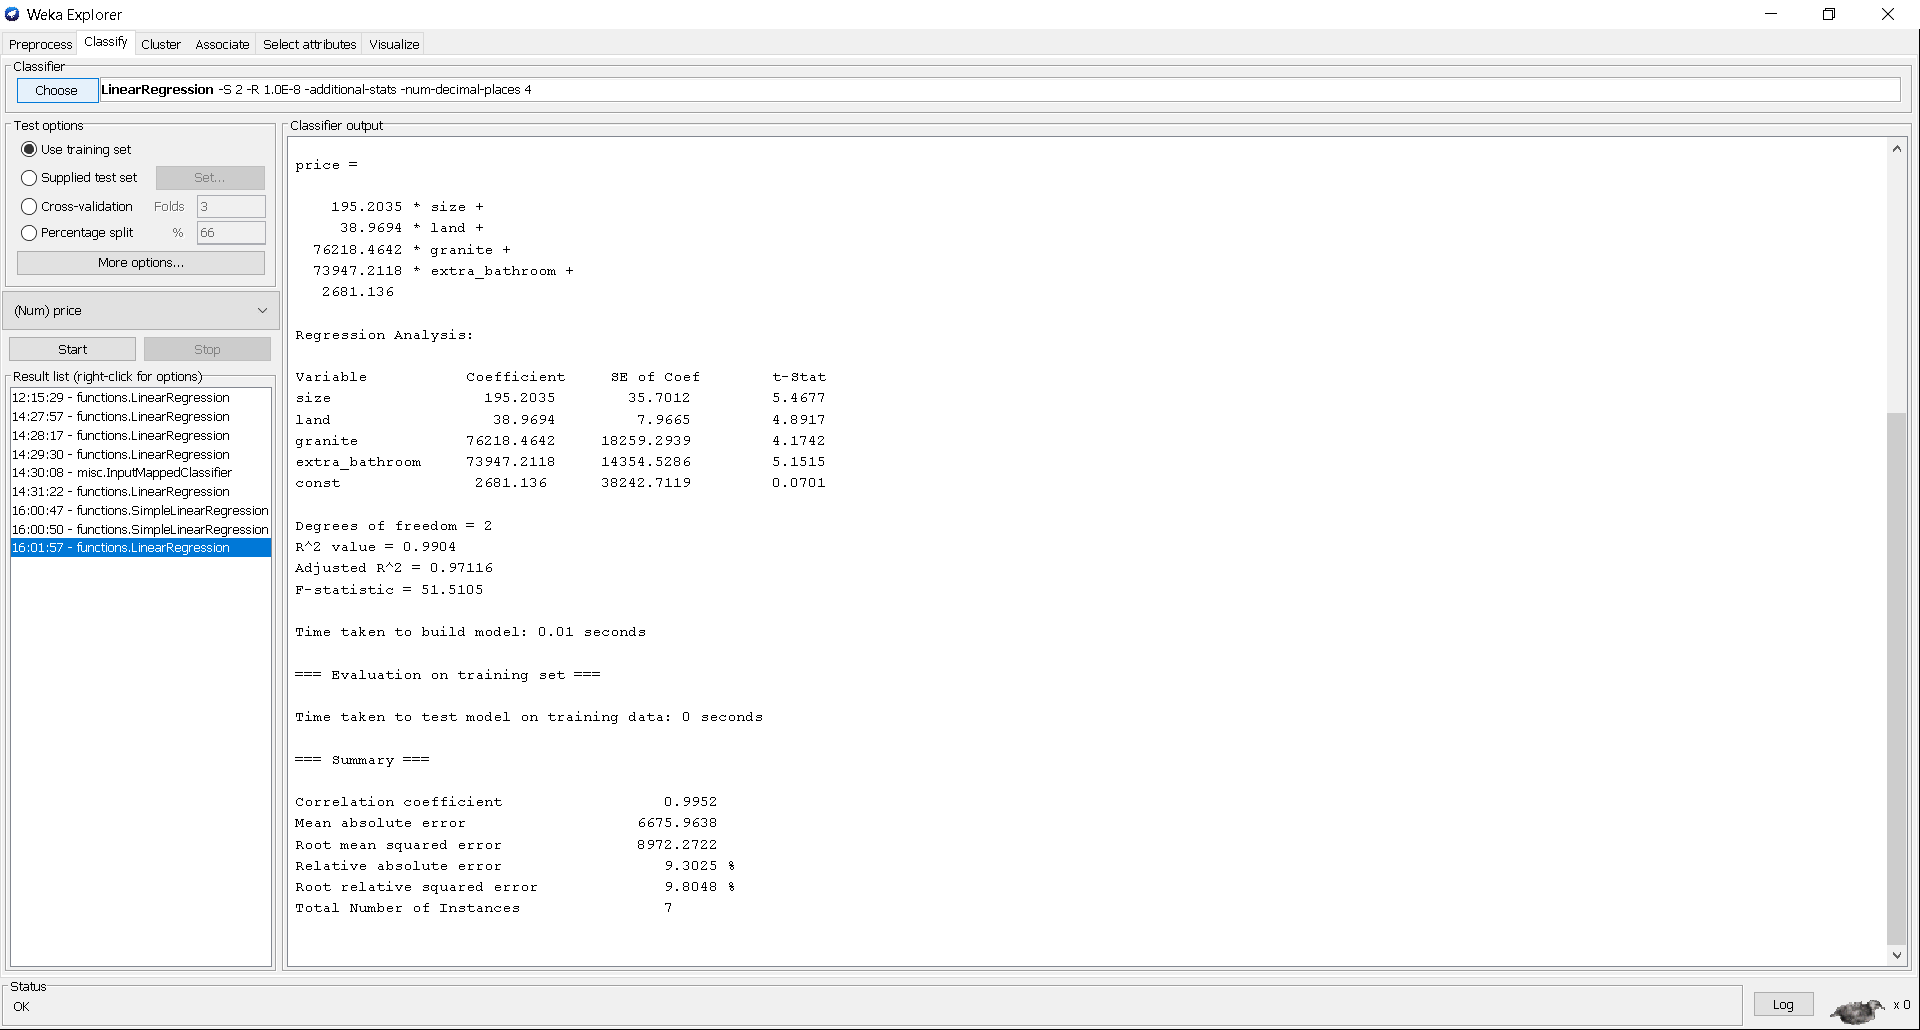 Weka Explorer
Preprocess Classify Cluster Associate Select attributes Visualize
Classifier
Choose LinearRegression -S 2 -R 1.0E-8 -additional-stats -num-decimal-places 4
Test options
Use training set
Supplied test set Set...
Cross-validation Folds 3
Percentage split % 66
More options...
(Num) price
Start Stop
Result list (right-click for options)
12:15:29 - functions.LinearRegression
14:27:57 - functions.LinearRegression
14:28:17 - functions.LinearRegression
14:29:30 - functions.LinearRegression
14:30:08 - misc.InputMappedClassifier
14:31:22 - functions.LinearRegression
16:00:47 - functions.SimpleLinearRegression
16:00:50 - functions.SimpleLinearRegression
16:01:57 - functions.LinearRegression
Classifier output
price =
195.2035 * size +
38.9694 * land +
76218.4642 * granite +
73947.2118 * extra_bathroom +
2681.136
Regression Analysis:
Variable Coefficient SE of Coef t-Stat
size 195.2035 35.7012 5.4677
land 38.9694 7.9665 4.8917
granite 76218.4642 18259.2939 4.1742
extra_bathroom 73947.2118 14354.5286 5.1515
const 2681.136 38242.7119 0.0701
Degrees of freedom = 2
R^2 value = 0.9904
Adjusted R^2 = 0.97116
F-statistic = 51.5105
Time taken to build model: 0.01 seconds
=== Evaluation on training set ===
Time taken to test model on training data: 0 seconds
=== Summary ===
Correlation coefficient 0.9952
Mean absolute error 6675.9638
Root mean squared error 8972.2722
Relative absolute error 9.3025 %
Root relative squared error 9.8048 %
Total Number of Instances 7
Status
OK
Log x 0